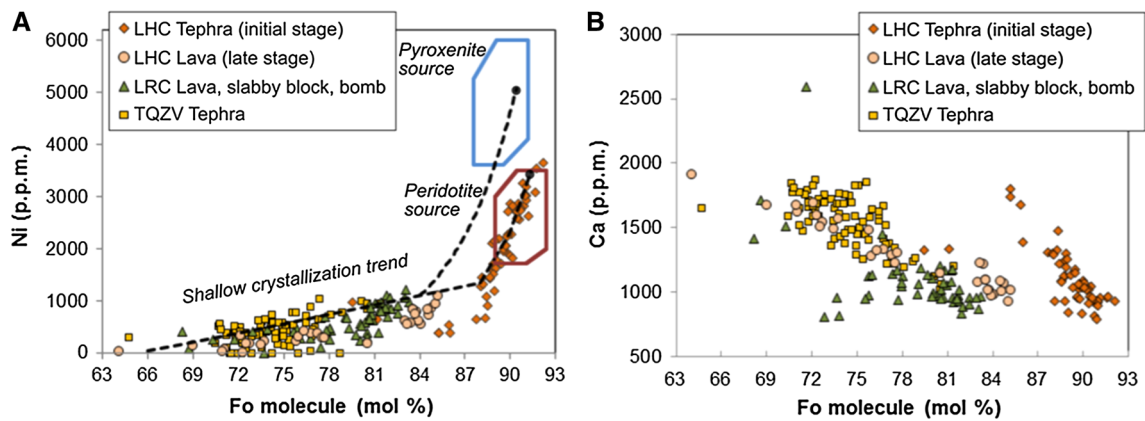 A
LHC Tephra (initial stage)
LHC Lava (late stage)
LRC Lava, slabby block, bomb
TQZV Tephra
Pyroxenite
source
Peridotite
source
Shallow crystallization trend
Ni (p.p.m.)
6000
5000
4000
3000
2000
1000
0
63 66 69 72 75 78 81 84 87 90 93
Fo molecule (mol %)
B
LHC Tephra (initial stage)
LHC Lava (late stage)
LRC Lava, slabby block, bomb
TQZV Tephra
Ca (p.p.m.)
3000
2500
2000
1500
1000
500
63 66 69 72 75 78 81 84 87 90 93
Fo molecule (mol %)